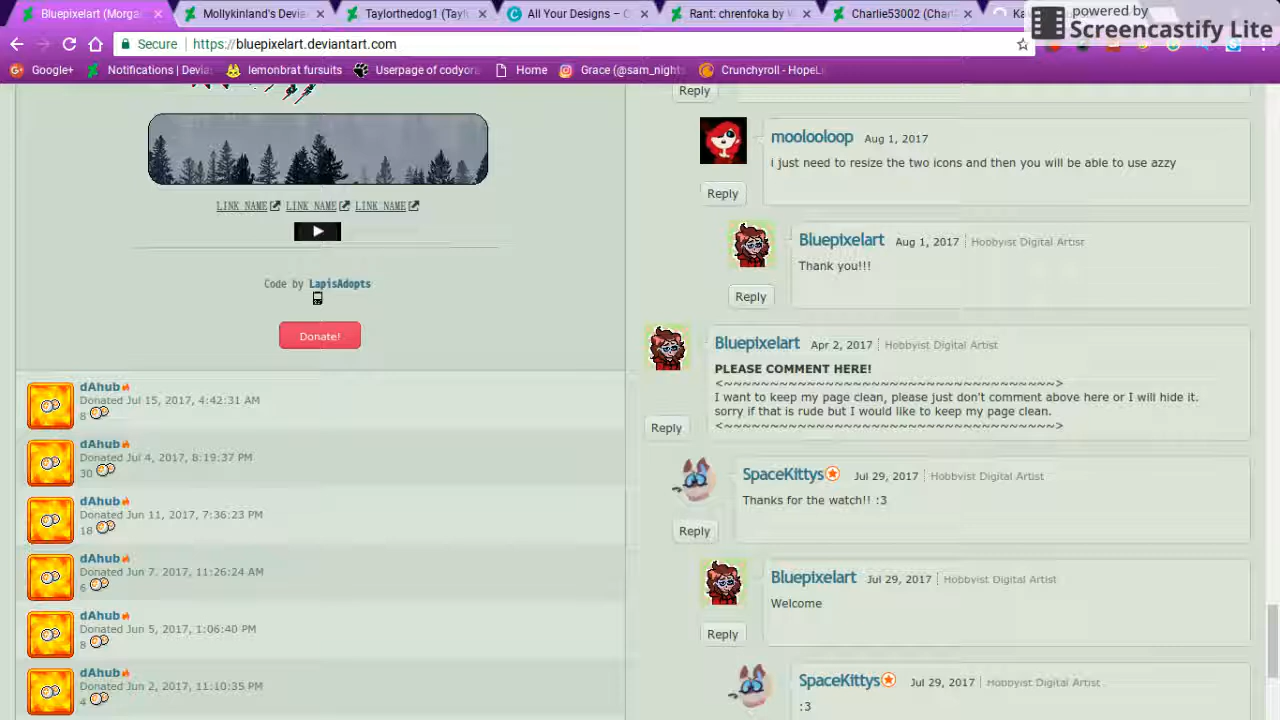 Bluepixelart (Morga
Mollykinland's Devia
Taylorthedog1 (Tayl
All Your Designs – C
Rant: chrenfoka by
Charlie53002 (Char
Ka
powered by
Screencastify Lite
Secure
https://bluepixelart.deviantart.com
Google+
Notifications | Devia
lemonbrat fursuits
Userpage of codyora
Home
Grace (@sam_nights
Crunchyroll - HopeL
LINK NAME LINK NAME LINK NAME
Code by LapisAdopts
Donate!
dAhub
Donated Jul 15, 2017, 4:42:31 AM
8
dAhub
Donated Jul 4, 2017, 8:19:37 PM
30
dAhub
Donated Jun 11, 2017, 7:36:23 PM
18
dAhub
Donated Jun 7, 2017, 11:26:24 AM
6
dAhub
Donated Jun 5, 2017, 1:06:40 PM
8
dAhub
Donated Jun 2, 2017, 11:10:35 PM
4
Reply
moolooloop Aug 1, 2017
I just need to resize the two icons and then you will be able to use azzy
Reply
Bluepixelart Aug 1, 2017 Hobbyist Digital Artist
Thank you!!!
Reply
Bluepixelart Apr 2, 2017 Hobbyist Digital Artist
PLEASE COMMENT HERE!
<~~~~~~~~~~~~~~~~~~~~~~~~~~~~~~~~~>
I want to keep my page clean, please just don't comment above here or I will hide it.
sorry if that is rude but I would like to keep my page clean.
<~~~~~~~~~~~~~~~~~~~~~~~~~~~~~~~~~>
Reply
SpaceKittys Jul 29, 2017 Hobbyist Digital Artist
Thanks for the watch!! :3
Reply
Bluepixelart Jul 29, 2017 Hobbyist Digital Artist
Welcome
Reply
SpaceKittys Jul 29, 2017 Hobbyist Digital Artist
:3